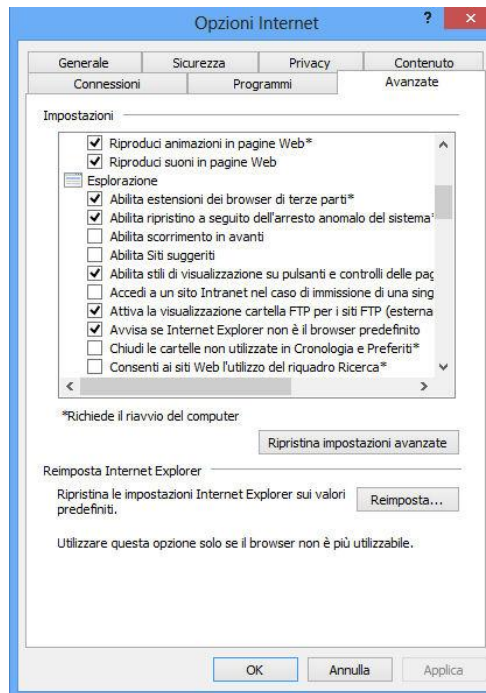 Opzioni Internet ?
Generale Sicurezza Privacy Contenuto
Connessioni Programmi Avanzate
Impostazioni
Riproduci animazioni in pagine Web*
Riproduci suoni in pagine Web
Esplorazione
Abilita estensioni dei browser di terze parti*
Abilita ripristino a seguito dell'arresto anomalo del sistema*
Abilita scorrimento in avanti
Abilita Siti suggeriti
Abilita stili di visualizzazione su pulsanti e controlli delle pag
Accedi a un sito Intranet nel caso di immissione di una sing
Attiva la visualizzazione cartella FTP per i siti FTP (esterna
Avvisa se Internet Explorer non è il browser predefinito
Chiudi le cartelle non utilizzate in Cronologia e Preferiti*
Consenti ai siti Web l'utilizzo del riquadro Ricerca*
*Richiede il riavvio del computer
Ripristina impostazioni avanzate
Reimposta Internet Explorer
Ripristina le impostazioni Internet Explorer sui valori
predefiniti.
Reimposta...
Utilizzare questa opzione solo se il browser non è più utilizzabile.
OK Annulla Applica